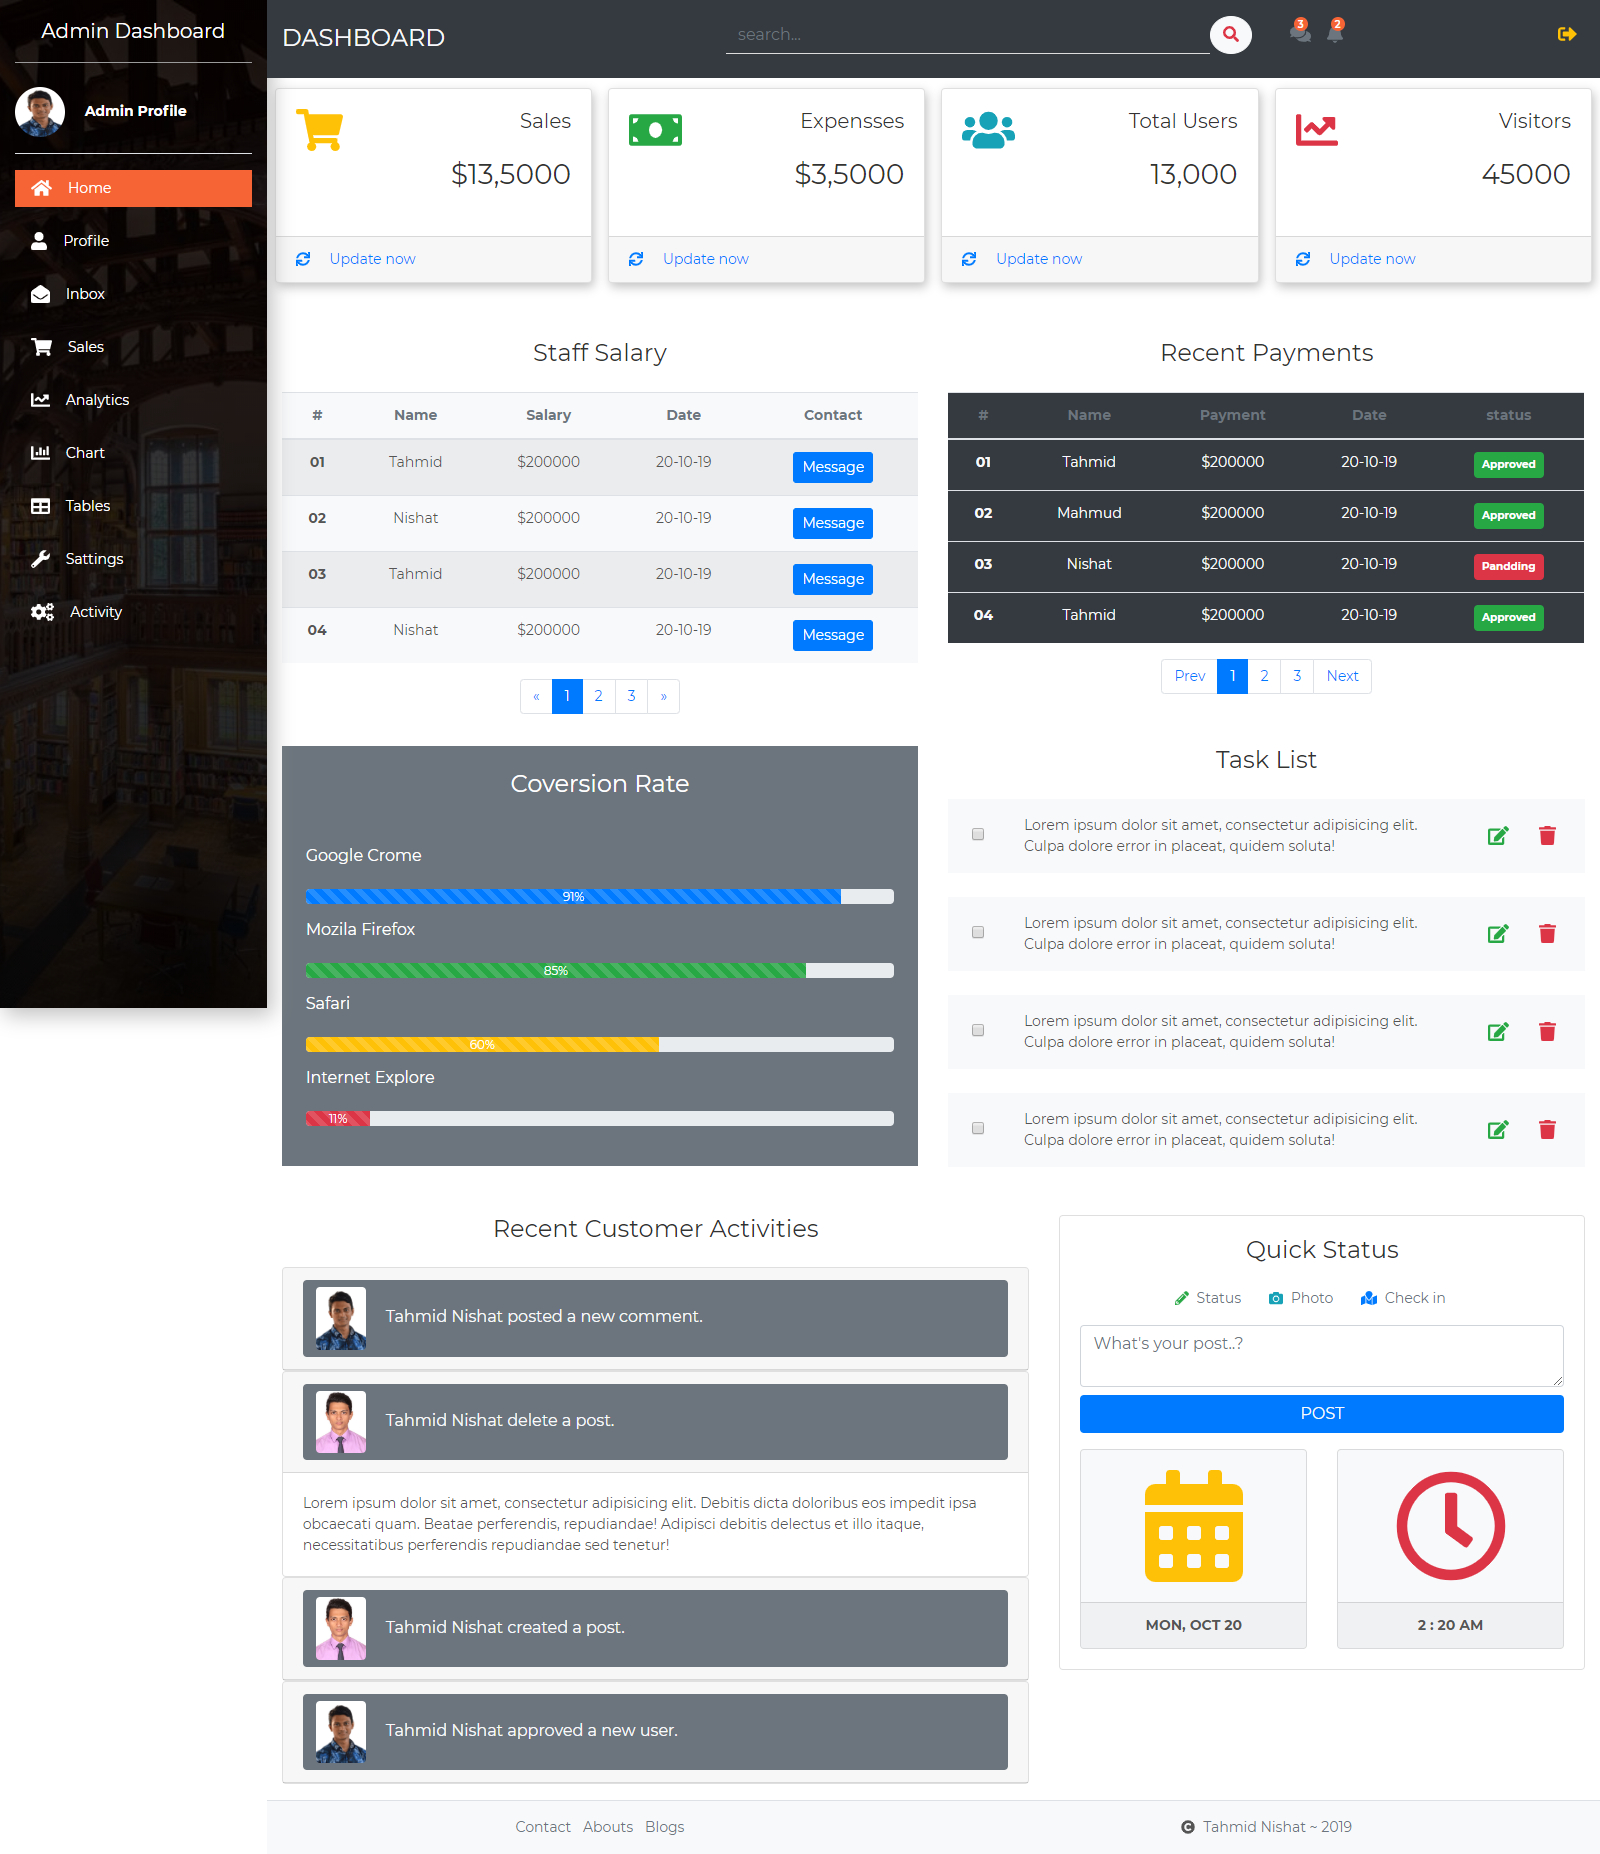 Admin Dashboard
Admin Profile
Home
Profile
Inbox
Sales
Analytics
Chart
Tables
Sattings
Activity
DASHBOARD
search...
3
2
Sales
$13,5000
Update now
Expensses
$3,5000
Update now
Total Users
13,000
Update now
Visitors
45000
Update now
Staff Salary
# Name Salary Date Contact
01 Tahmid $200000 20-10-19 Message
02 Nishat $200000 20-10-19 Message
03 Tahmid $200000 20-10-19 Message
04 Nishat $200000 20-10-19 Message
« 1 2 3 »
Recent Payments
# Name Payment Date status
01 Tahmid $200000 20-10-19 Approved
02 Mahmud $200000 20-10-19 Approved
03 Nishat $200000 20-10-19 Pandding
04 Tahmid $200000 20-10-19 Approved
Prev 1 2 3 Next
Coversion Rate
Google Crome
91%
Mozila Firefox
85%
Safari
60%
Internet Explore
11%
Task List
Lorem ipsum dolor sit amet, consectetur adipisicing elit.
Culpa dolore error in placeat, quidem soluta!
Lorem ipsum dolor sit amet, consectetur adipisicing elit.
Culpa dolore error in placeat, quidem soluta!
Lorem ipsum dolor sit amet, consectetur adipisicing elit.
Culpa dolore error in placeat, quidem soluta!
Lorem ipsum dolor sit amet, consectetur adipisicing elit.
Culpa dolore error in placeat, quidem soluta!
Recent Customer Activities
Tahmid Nishat posted a new comment.
Tahmid Nishat delete a post.
Lorem ipsum dolor sit amet, consectetur adipisicing elit. Debitis dicta doloribus eos impedit ipsa
obcaecati quam. Beatae perferendis, repudiandae! Adipisci debitis delectus et illo itaque,
necessitatibus perferendis repudiandae sed tenetur!
Tahmid Nishat created a post.
Tahmid Nishat approved a new user.
Quick Status
Status Photo Check in
What's your post..?
POST
MON, OCT 20
2 : 20 AM
Contact Abouts Blogs
Tahmid Nishat ~ 2019